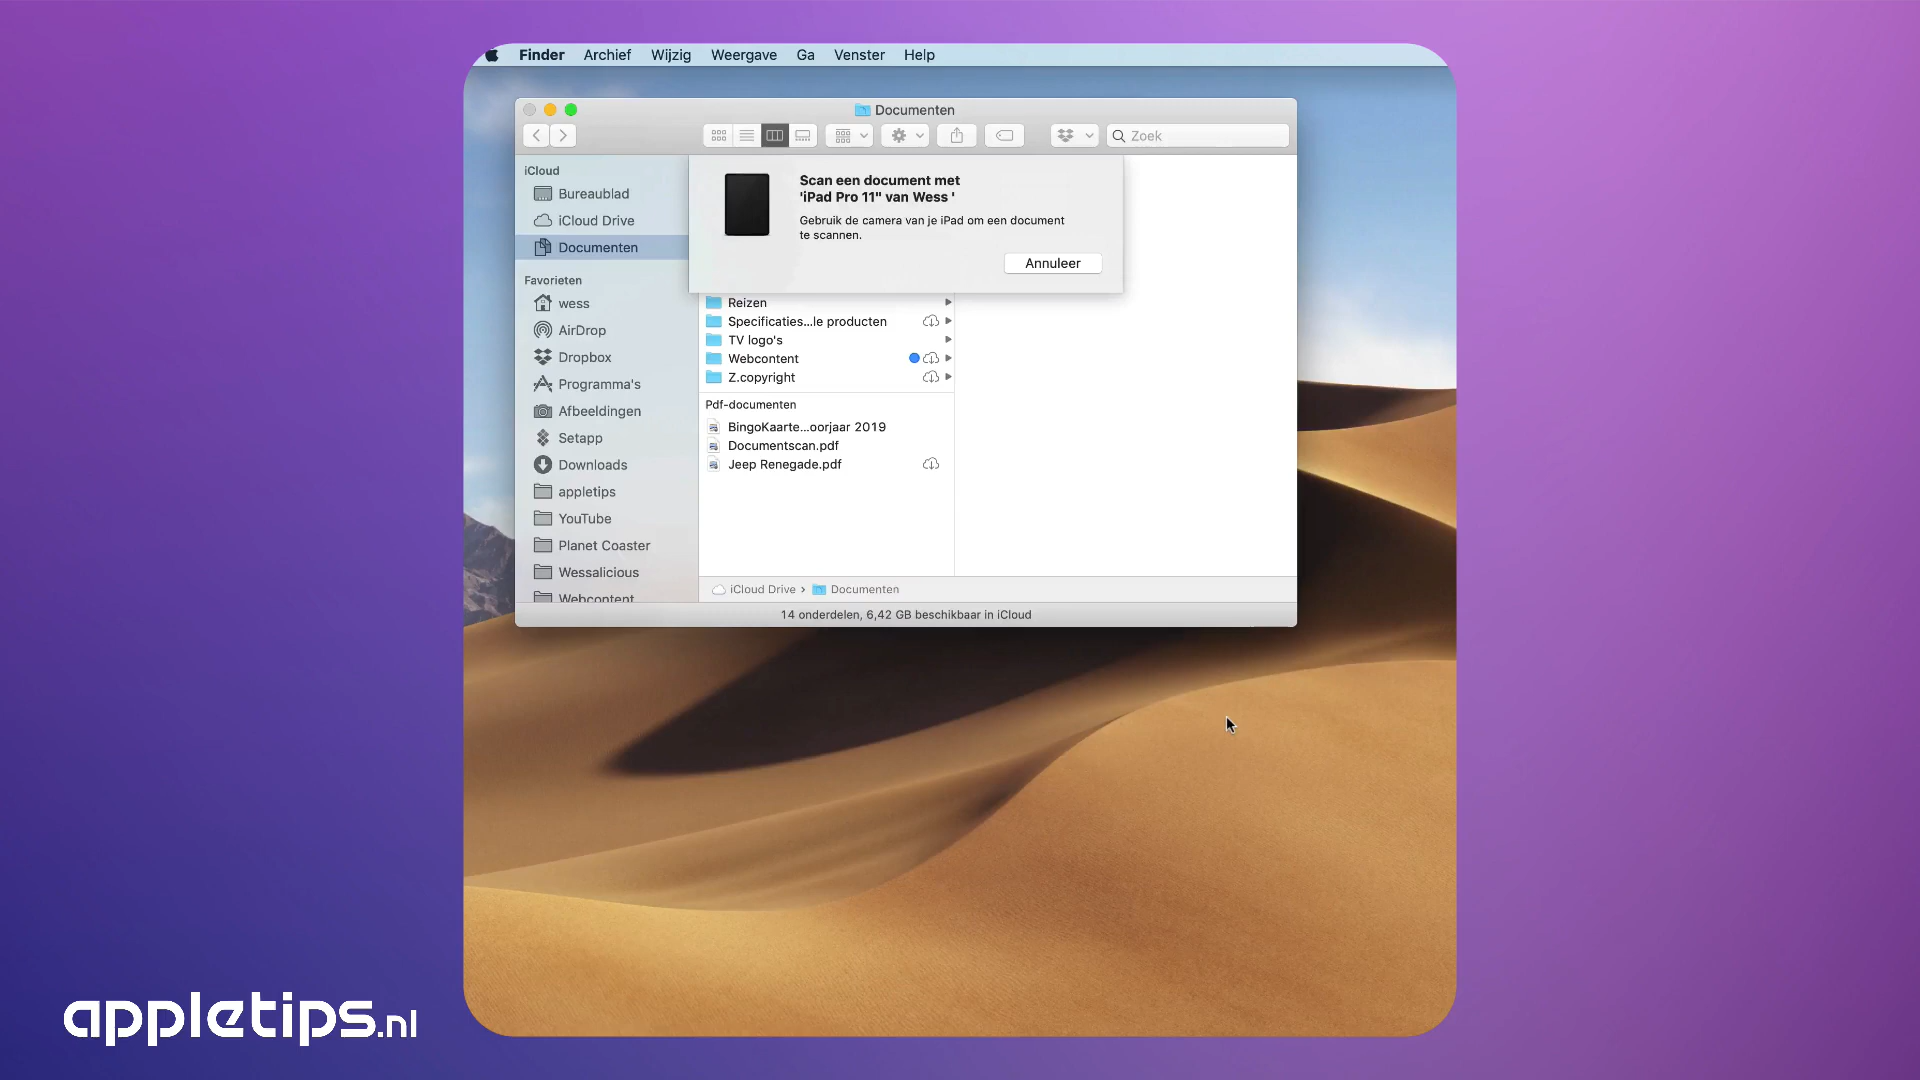 Finder Archief Wijzig Weergave Ga Venster Help
Documenten
Zoek
iCloud
Bureaublad
iCloud Drive
Documenten
Favorieten
wess
AirDrop
Dropbox
Programma's
Afbeeldingen
Setapp
Downloads
appletips
YouTube
Planet Coaster
Wessalicious
Webcontent
Scan een document met
'iPad Pro 11" van Wess '
Gebruik de camera van je iPad om een document
te scannen.
Annuleer
Reizen
Specificaties...le producten
TV logo's
Webcontent
Z.copyright
Pdf-documenten
BingoKaarte...oorjaar 2019
Documentscan.pdf
Jeep Renegade.pdf
iCloud Drive › Documenten
14 onderdelen, 6,42 GB beschikbaar in iCloud
appletips.nl